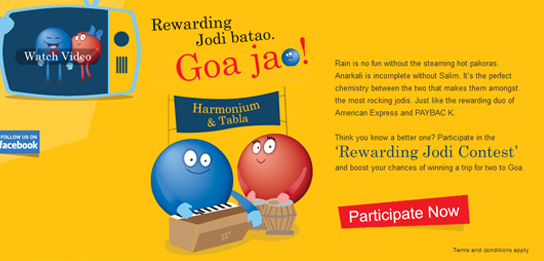 Watch Video
Rewarding
Jodi batao.
Goa jao!
Harmonium
& Tabla
FOLLOW US ON
facebook
Rain is no fun without the steaming hot pakoras.
Anarkali is incomplete without Salim. It's the perfect
chemistry between the two that makes them amongst
the most rocking jodis. Just like the rewarding duo of
American Express and PAYBAC K.
Think you know a better one? Participate in the
'Rewarding Jodi Contest'
and boost your chances of winning a trip for two to Goa.
Participate Now
Terms and conditions apply